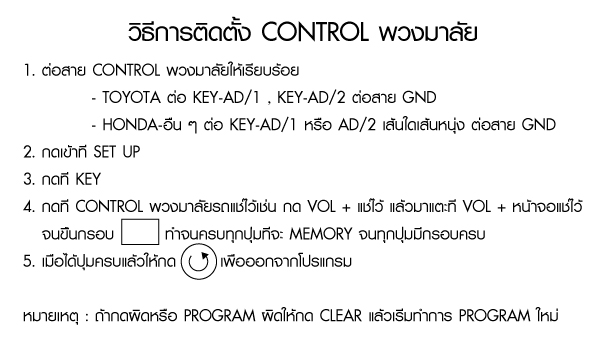 วิธีการติดตั้ง CONTROL พวงมาลัย
1. ต่อสาย CONTROL พวงมาลัยให้เรียบร้อย
- TOYOTA ต่อ KEY-AD/1 , KEY-AD/2 ต่อสาย GND
- HONDA-อื่น ๆ ต่อ KEY-AD/1 หรือ AD/2 เส้นใดเส้นหนึ่ง ต่อสาย GND
2. กดเข้าที่ SET UP
3. กดที่ KEY
4. กดที่ CONTROL พวงมาลัยรถแช่ไว้เช่น กด VOL + แช่ไว้ แล้วมาแตะที่ VOL + หน้าจอแช่ไว้
จนขึ้นกรอบ ทำจนครบทุกปุ่มที่จะ MEMORY จนทุกปุ่มมีกรอบครบ
5. เมื่อได้ปุ่มครบแล้วให้กด เพื่อออกจากโปรแกรม
หมายเหตุ : ถ้ากดผิดหรือ PROGRAM ผิดให้กด CLEAR แล้วเริ่มทำการ PROGRAM ใหม่